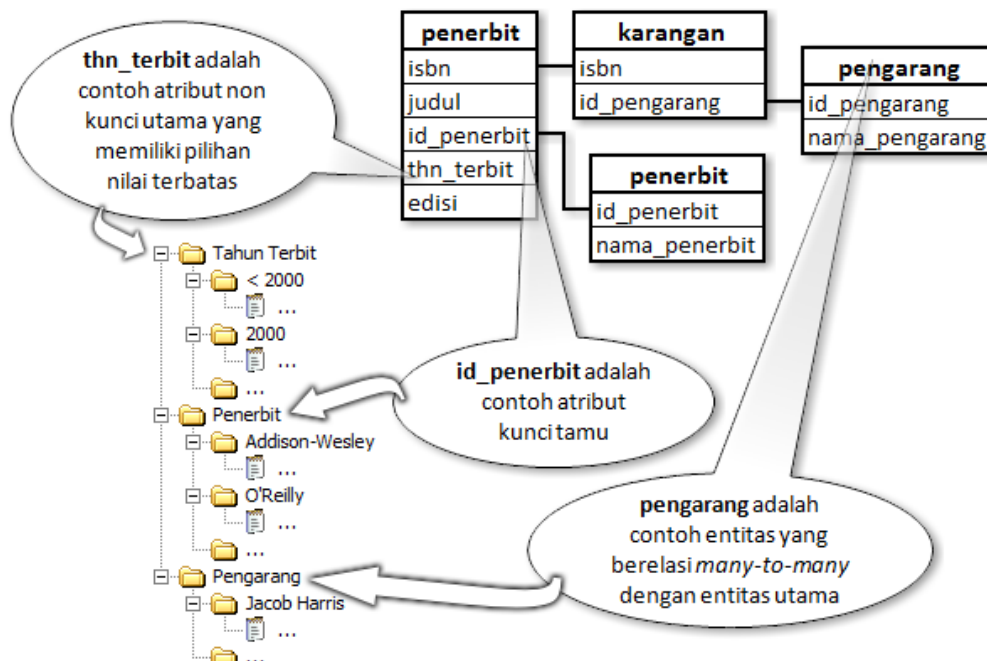 thn_terbit adalah
contoh atribut non
kunci utama yang
memiliki pilihan
nilai terbatas
penerbit
isbn
judul
id_penerbit
thn_terbit
edisi
karangan
isbn
id_pengarang
pengarang
id_pengarang
nama_pengarang
penerbit
id_penerbit
nama_penerbit
Tahun Terbit
< 2000
...
2000
...
...
Penerbit
Addison-Wesley
...
O'Reilly
...
...
Pengarang
Jacob Harris
...
...
id_penerbit adalah
contoh atribut
kunci tamu
pengarang adalah
contoh entitas yang
berelasi many-to-many
dengan entitas utama